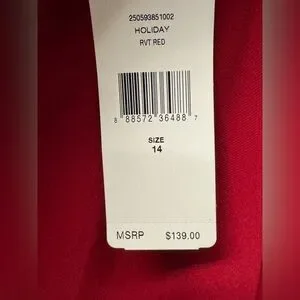 250593851002
HOLIDAY
RVT RED
8 88572 36488 7
SIZE
14
MSRP $139.00